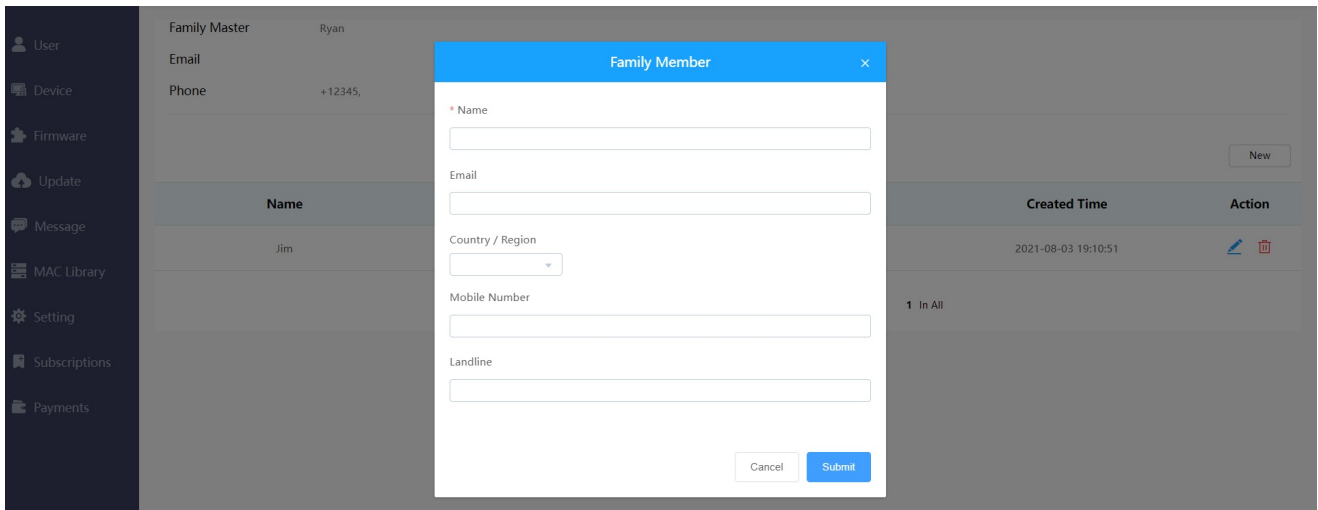 User
Device
Firmware
Update
Message
MAC Library
Setting
Subscriptions
Payments
Family Master Ryan
Email
Phone +12345,
New
Name Created Time Action
Jim 2021-08-03 19:10:51
1 In All
Family Member ×
* Name
Email
Country / Region
Mobile Number
Landline
Cancel Submit